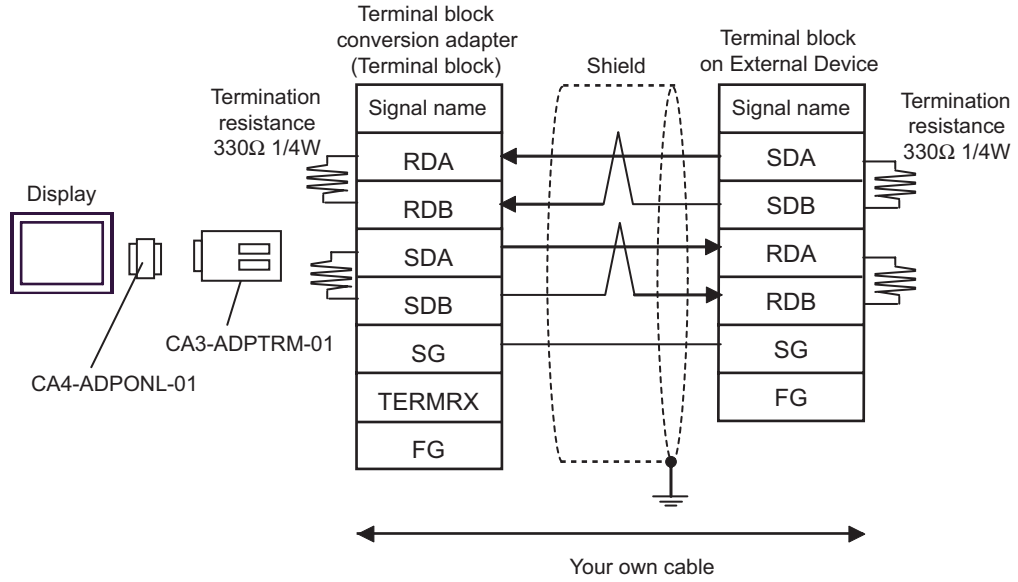 Terminal block
conversion adapter
(Terminal block)
Shield
Terminal block
on External Device
Termination
resistance
330Ω 1/4W
Signal name
RDA
RDB
SDA
SDB
SG
TERMRX
FG
Signal name
SDA
SDB
RDA
RDB
SG
FG
Termination
resistance
330Ω 1/4W
Display
CA3-ADPTRM-01
CA4-ADPONL-01
Your own cable